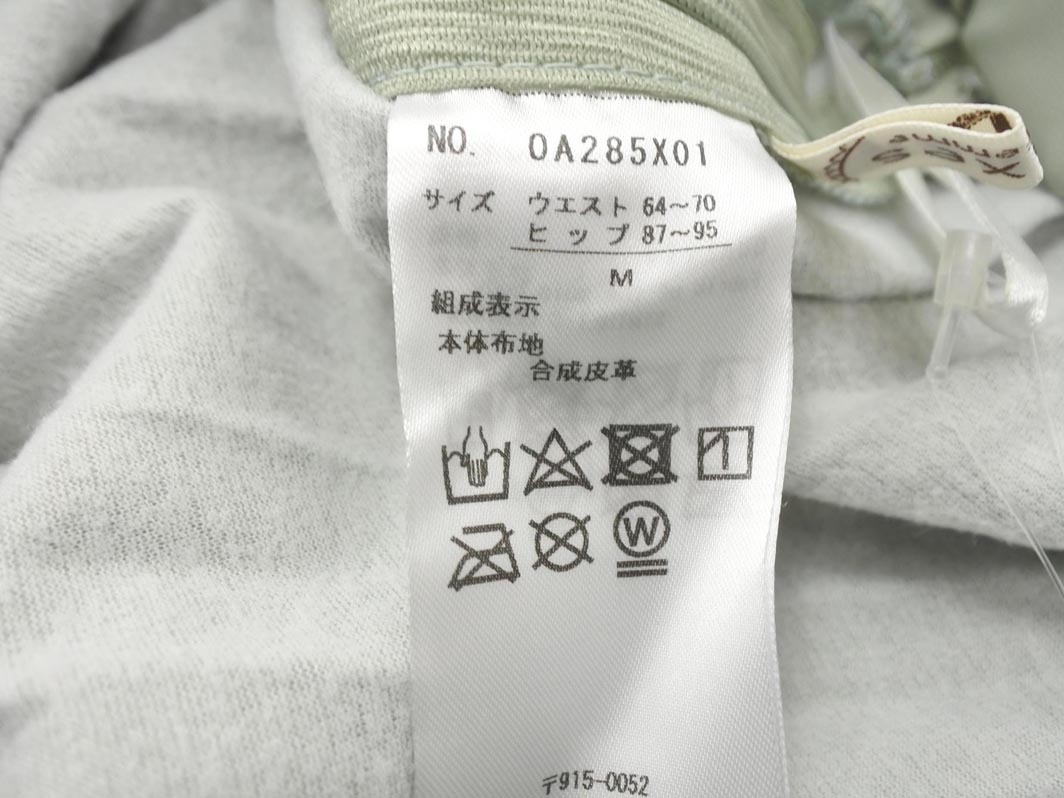 NO. OA285X01
サイズ ウエスト 64～70
ヒップ 87～95
M
組成表示
本体布地
合成皮革
W
〒915-0052